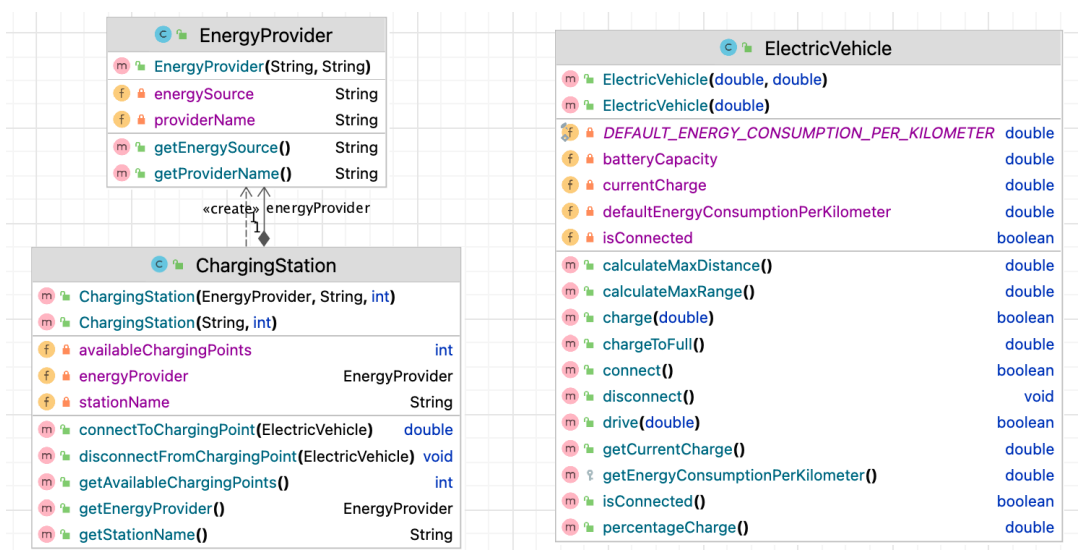 EnergyProvider
EnergyProvider(String, String)
energySource String
providerName String
getEnergySource() String
getProviderName() String
«create» energyProvider
1
1
ChargingStation
ChargingStation(EnergyProvider, String, int)
ChargingStation(String, int)
availableChargingPoints int
energyProvider EnergyProvider
stationName String
connectToChargingPoint(ElectricVehicle) double
disconnectFromChargingPoint(ElectricVehicle) void
getAvailableChargingPoints() int
getEnergyProvider() EnergyProvider
getStationName() String
ElectricVehicle
ElectricVehicle(double, double)
ElectricVehicle(double)
DEFAULT_ENERGY_CONSUMPTION_PER_KILOMETER double
batteryCapacity double
currentCharge double
defaultEnergyConsumptionPerKilometer double
isConnected boolean
calculateMaxDistance() double
calculateMaxRange() double
charge(double) boolean
chargeToFull() double
connect() boolean
disconnect() void
drive(double) boolean
getCurrentCharge() double
getEnergyConsumptionPerKilometer() double
isConnected() boolean
percentageCharge() double